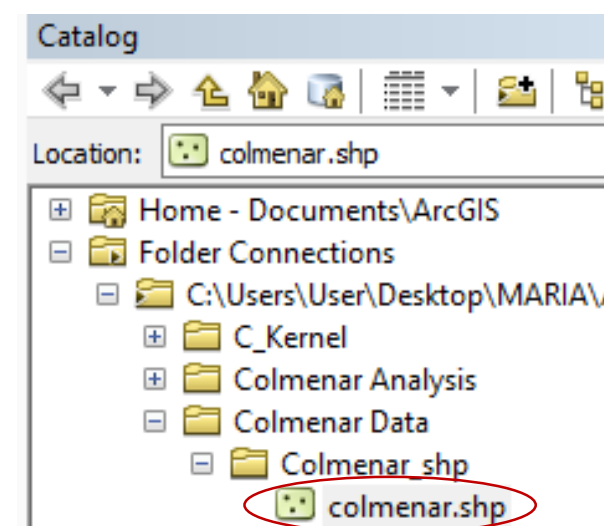 Catalog
Location: colmenar.shp
Home - Documents\ArcGIS
Folder Connections
C:\Users\User\Desktop\MARIA\
C_Kernel
Colmenar Analysis
Colmenar Data
Colmenar_shp
colmenar.shp